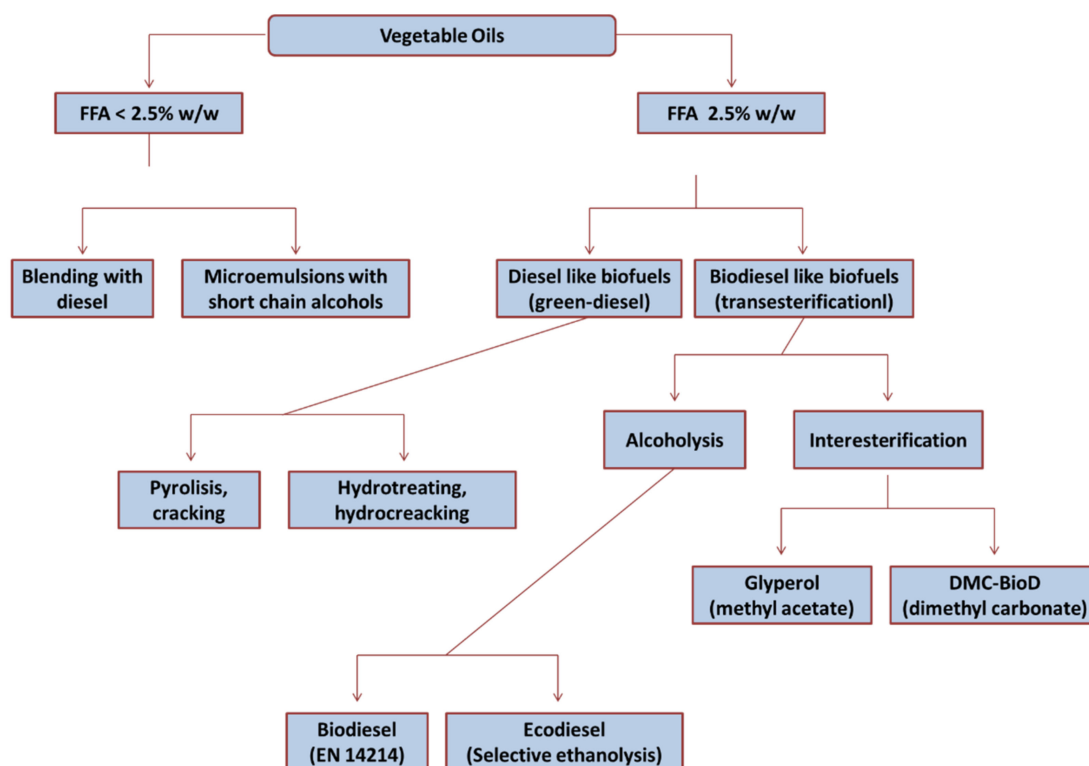 Vegetable Oils
FFA < 2.5% w/w
FFA 2.5% w/w
Blending with
diesel
Microemulsions with
short chain alcohols
Diesel like biofuels
(green-diesel)
Biodiesel like biofuels
(transesterificationl)
Alcoholysis
Interesterification
Pyrolisis,
cracking
Hydrotreating,
hydrocreacking
Glyperol
(methyl acetate)
DMC-BioD
(dimethyl carbonate)
Biodiesel
(EN 14214)
Ecodiesel
(Selective ethanolysis)